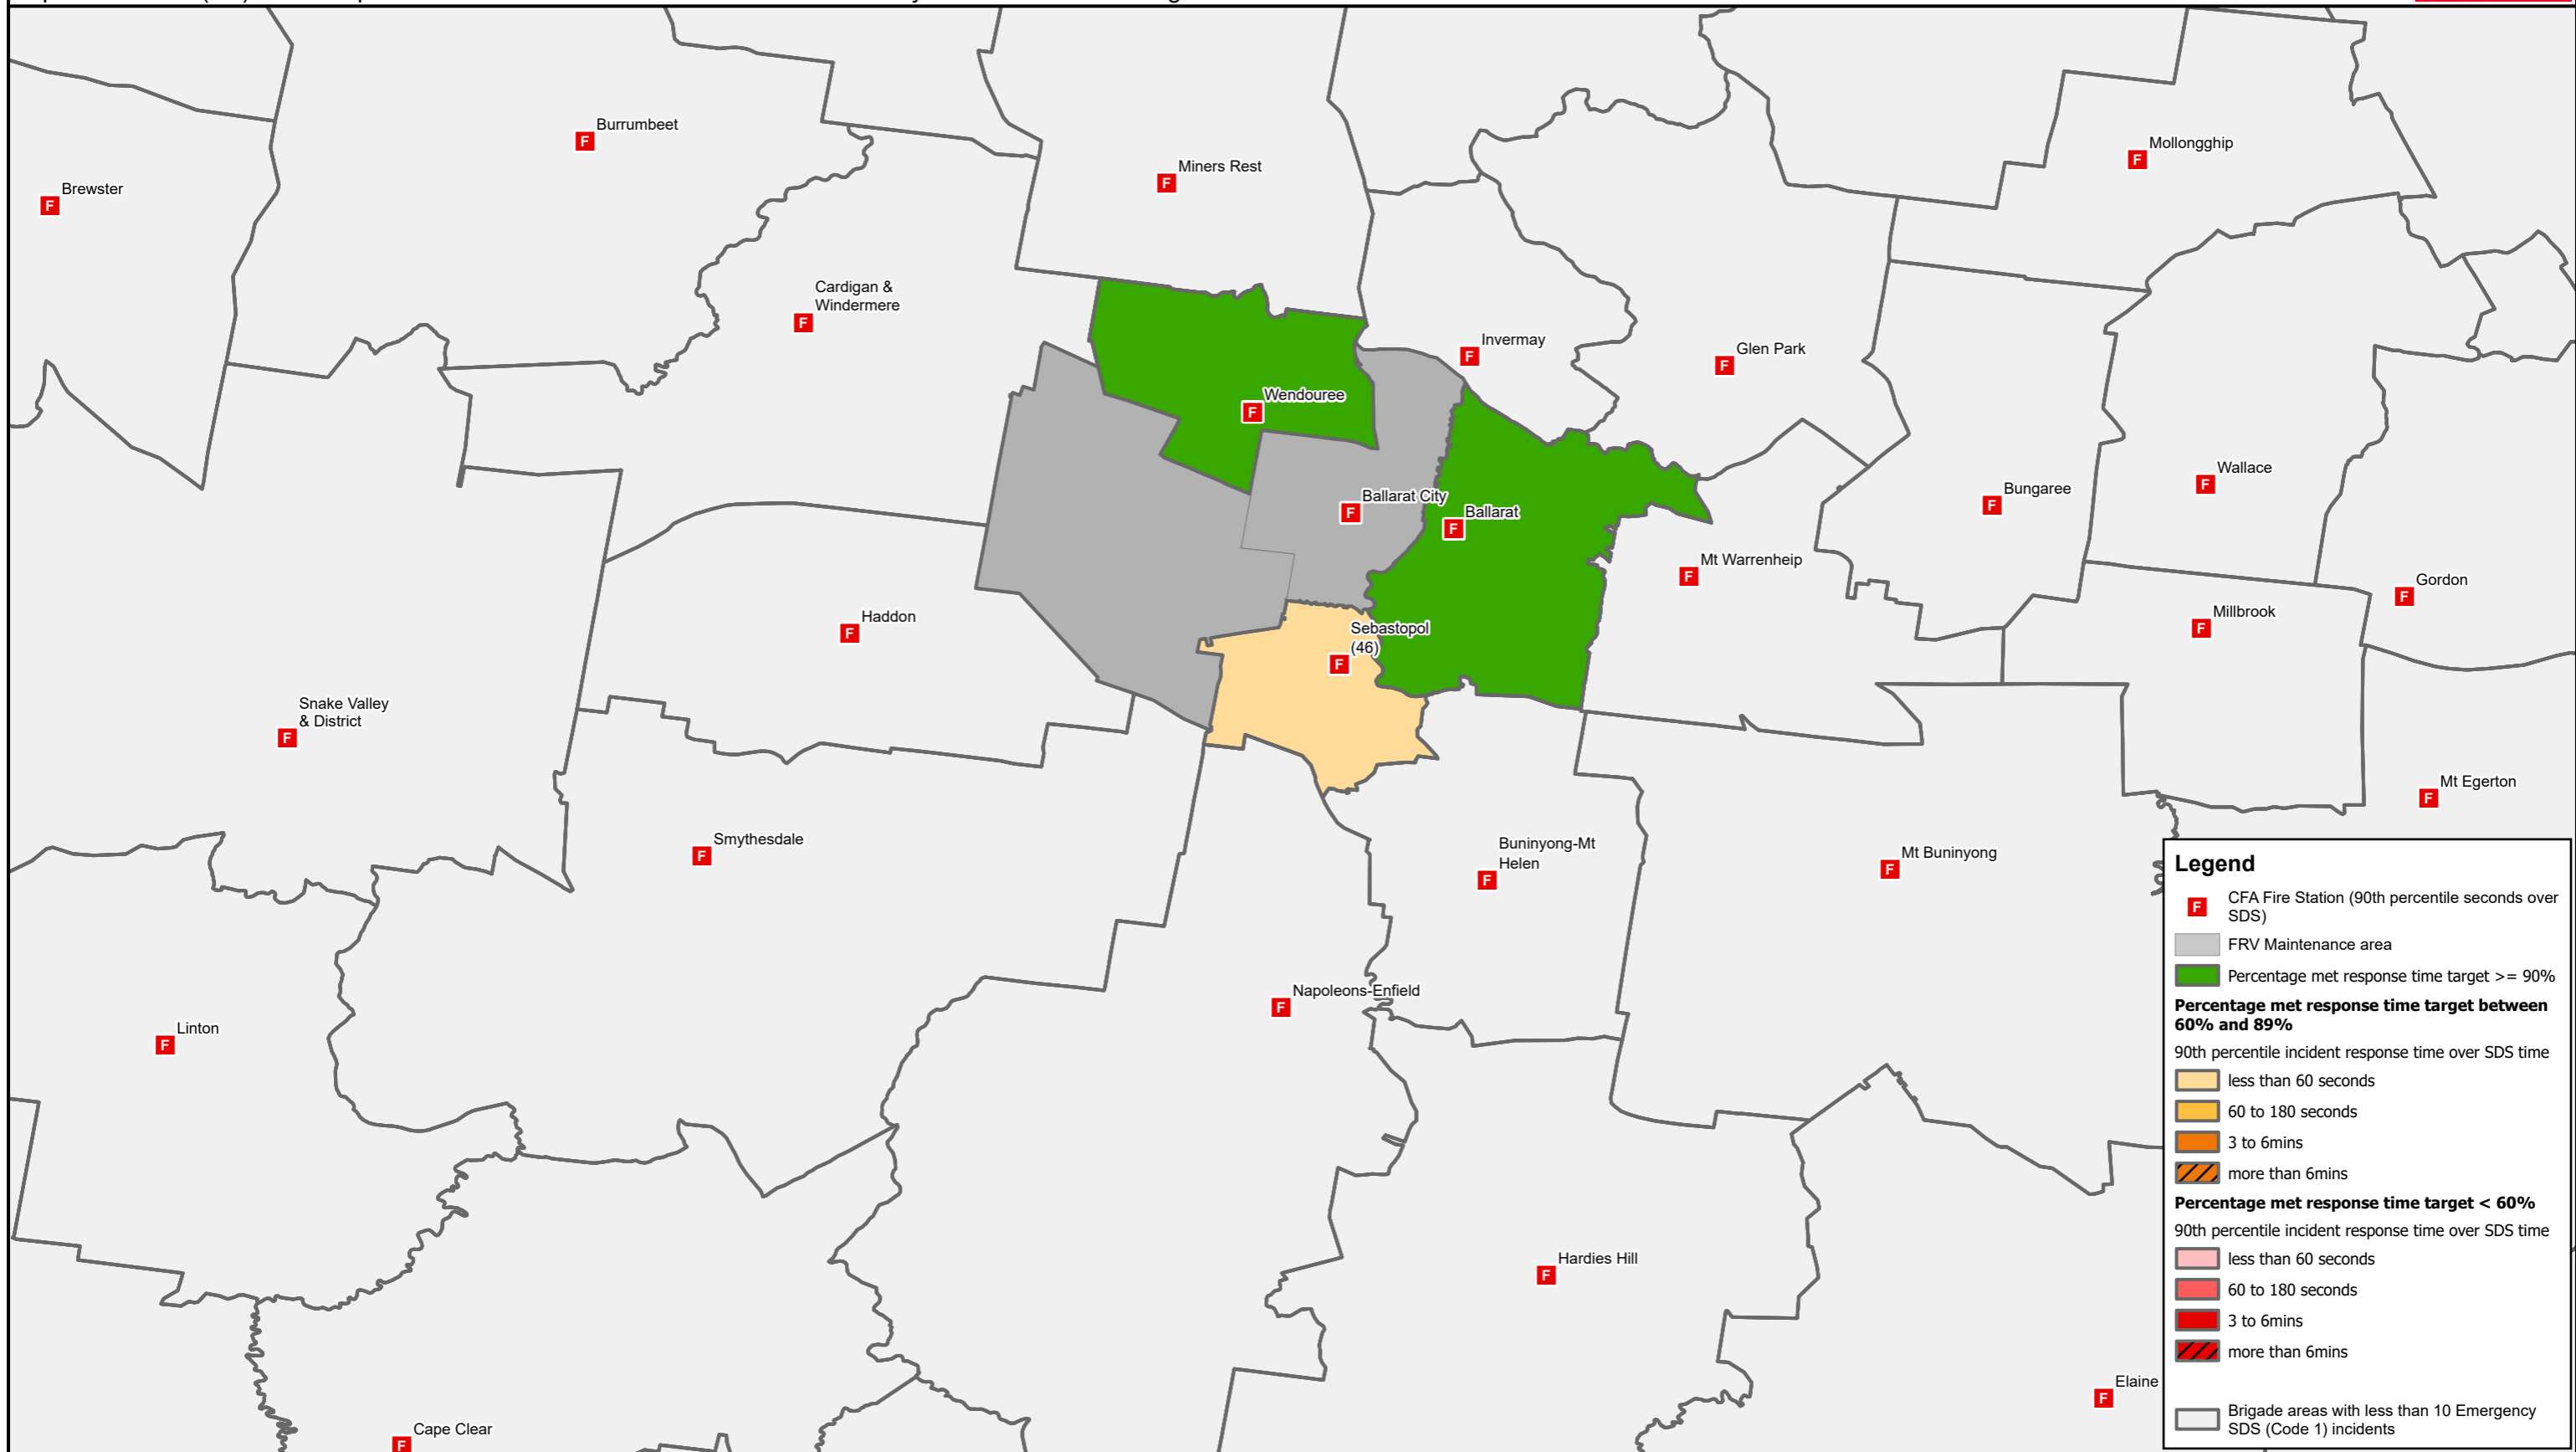 Burrumbeet
Mollongghip
Miners Rest
Brewster
Cardigan &
Windermere
Invermay
Glen Park
Wendouree
Wallace
Bungaree
Ballarat City
Ballarat
Mt Warrenheip
Gordon
Millbrook
Haddon
Sebastopol
(46)
Snake Valley
& District
Mt Egerton
Smythesdale
Buninyong-Mt
Helen
Mt Buninyong
Napoleons-Enfield
Linton
Hardies Hill
Elaine
Cape Clear
Legend
F CFA Fire Station (90th percentile seconds over
SDS)
FRV Maintenance area
Percentage met response time target >= 90%
Percentage met response time target between
60% and 89%
90th percentile incident response time over SDS time
less than 60 seconds
60 to 180 seconds
3 to 6mins
more than 6mins
Percentage met response time target < 60%
90th percentile incident response time over SDS time
less than 60 seconds
60 to 180 seconds
3 to 6mins
more than 6mins
Brigade areas with less than 10 Emergency
SDS (Code 1) incidents